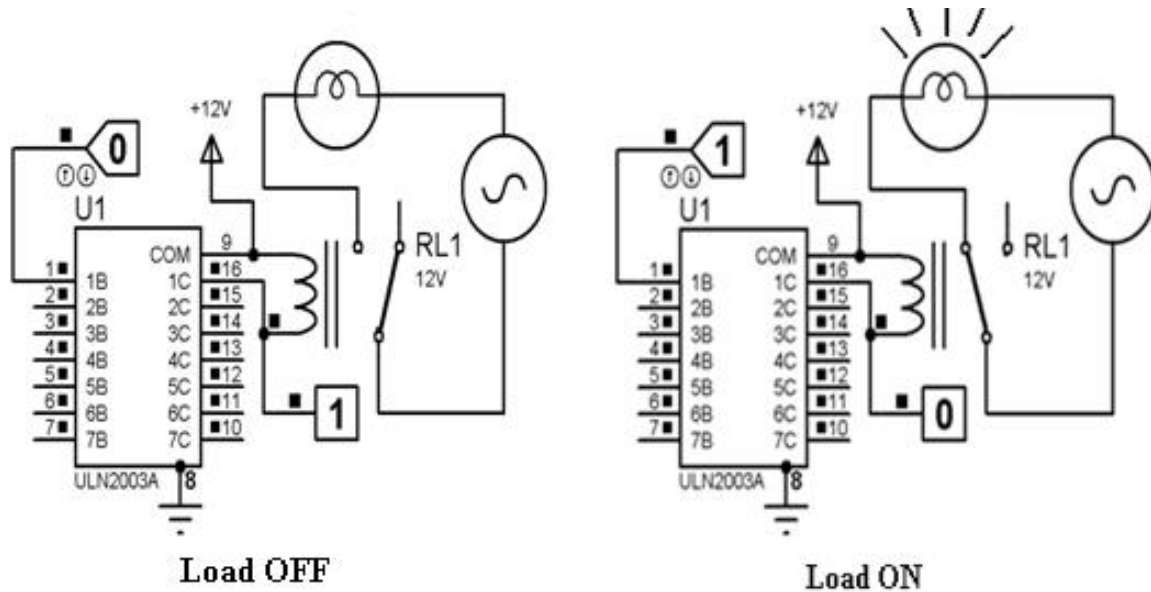 +12V
0
U1
COM 9
1 1B 1C 16
2 2B 2C 15
3 3B 3C 14
4 4B 4C 13
5 5B 5C 12
6 6B 6C 11
7 7B 7C 10
ULN2003A 8
RL1
12V
1
Load OFF
+12V
1
U1
COM 9
1 1B 1C 16
2 2B 2C 15
3 3B 3C 14
4 4B 4C 13
5 5B 5C 12
6 6B 6C 11
7 7B 7C 10
ULN2003A 8
RL1
12V
0
Load ON